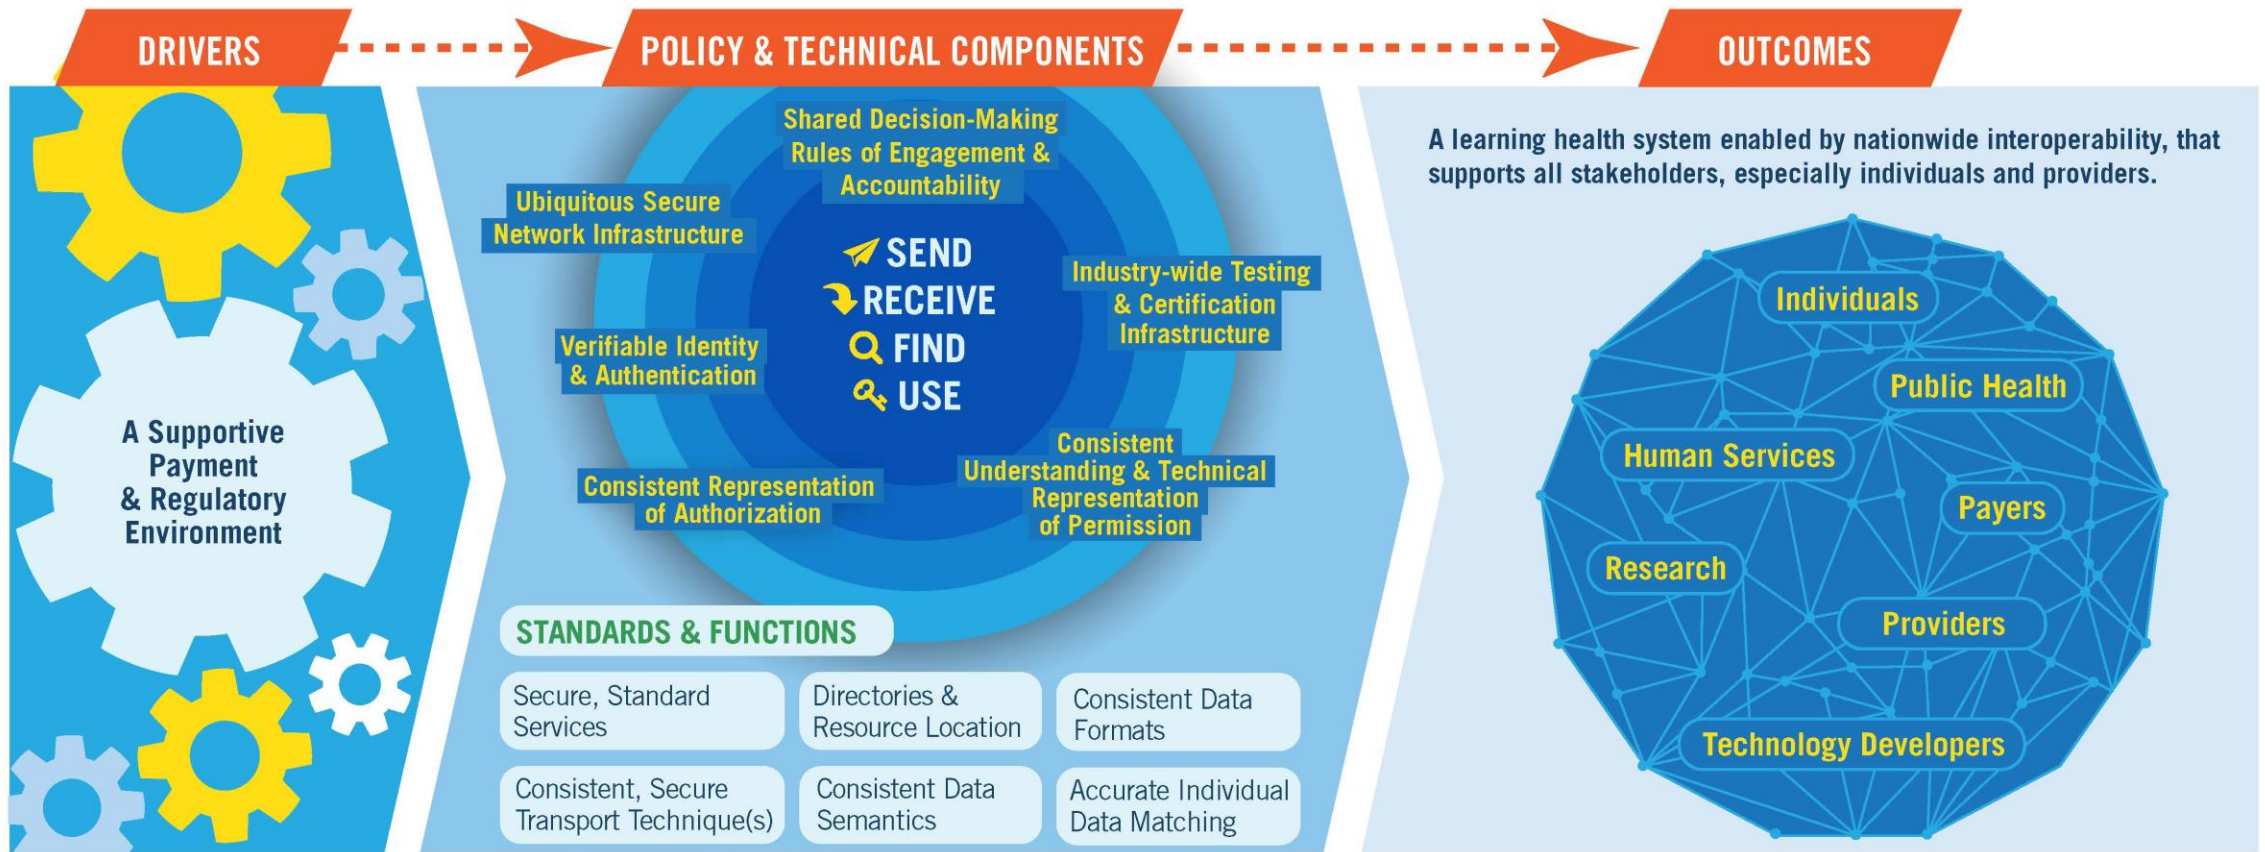 DRIVERS
POLICY & TECHNICAL COMPONENTS
OUTCOMES
A Supportive
Payment
& Regulatory
Environment
Shared Decision-Making
Rules of Engagement &
Accountability
Ubiquitous Secure
Network Infrastructure
Industry-wide Testing
& Certification
Infrastructure
Verifiable Identity
& Authentication
Consistent Representation
of Authorization
Consistent
Understanding & Technical
Representation
of Permission
SEND
RECEIVE
FIND
USE
STANDARDS & FUNCTIONS
Secure, Standard
Services
Directories &
Resource Location
Consistent Data
Formats
Consistent, Secure
Transport Technique(s)
Consistent Data
Semantics
Accurate Individual
Data Matching
A learning health system enabled by nationwide interoperability, that
supports all stakeholders, especially individuals and providers.
Individuals
Public Health
Human Services
Payers
Research
Providers
Technology Developers